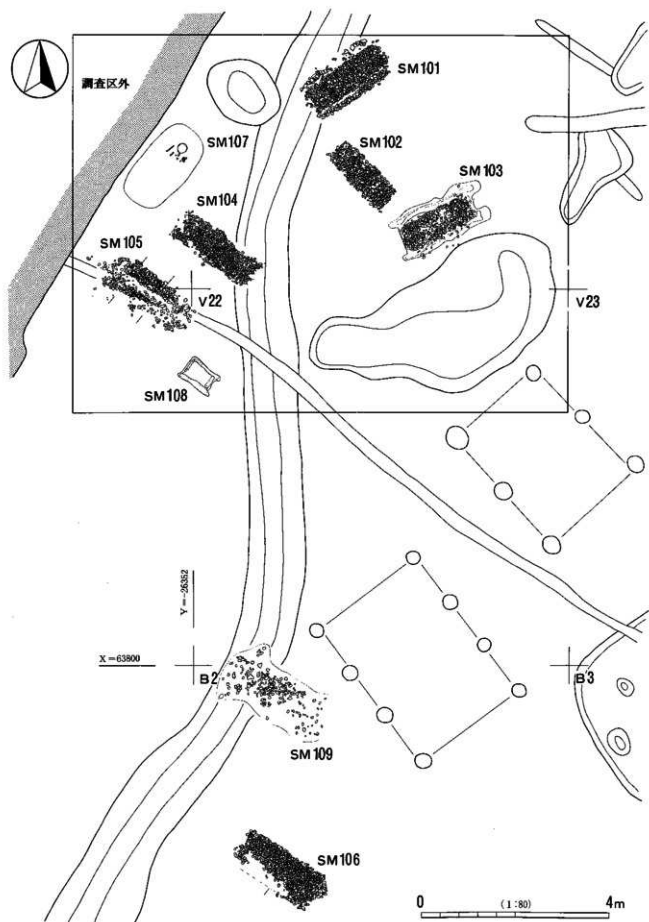 SM101
調査区外
SM102
SM107
SM103
SM104
SM105
V22
V23
SM108
Y=-26352
X=63800
B2
B3
SM109
SM106
0
(1:80)
4m